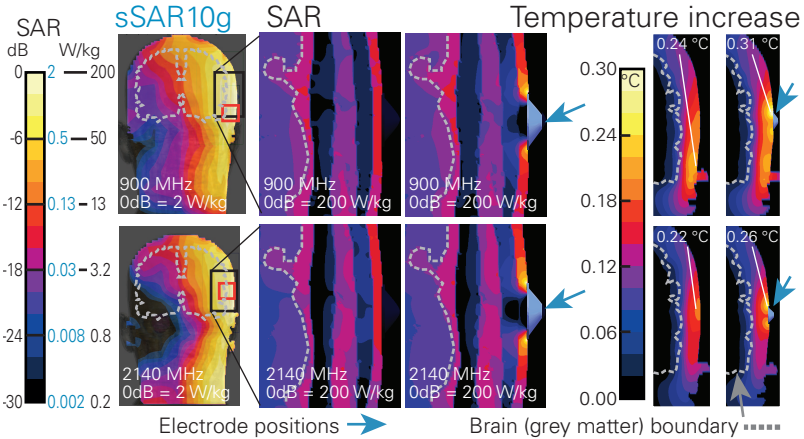 sSAR10g
SAR
Temperature increase
SAR
dB
W/kg
0
2
200
-6
0.5
50
-12
0.13
13
-18
0.03
3.2
-24
0.008
0.8
-30
0.002
0.2
900 MHz
0dB = 2 W/kg
900 MHz
0dB = 200 W/kg
900 MHz
0dB = 200 W/kg
2140 MHz
0dB = 2 W/kg
2140 MHz
0dB = 200 W/kg
2140 MHz
0dB = 200 W/kg
0.30
°C
0.24
0.18
0.12
0.06
0.00
0.24 °C
0.31 °C
0.22 °C
0.26 °C
Electrode positions
Brain (grey matter) boundary